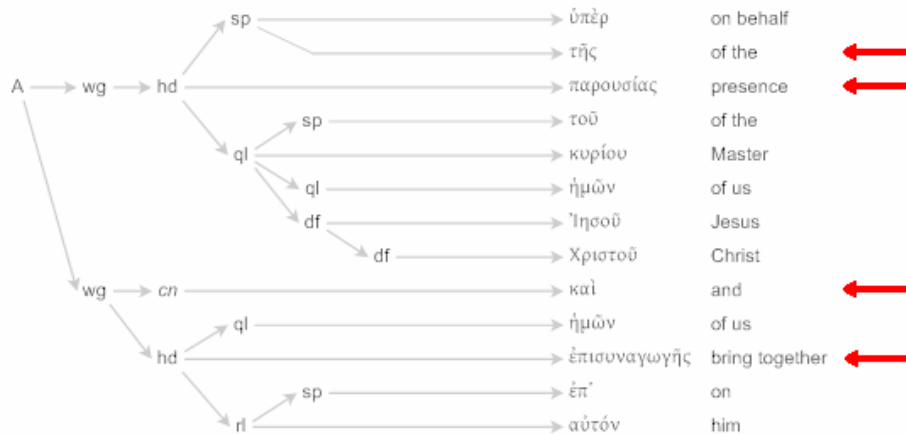 sp ὑπὲρ on behalf
τῆς of the
A wg hd παρουσίας presence
sp τοῦ of the
ql κυρίου Master
ql ἡμῶν of us
df Ἰησοῦ Jesus
df Χριστοῦ Christ
wg cn καὶ and
ql ἡμῶν of us
hd ἐπισυναγωγῆς bring together
sp ἐπ᾽ on
rl αὐτόν him